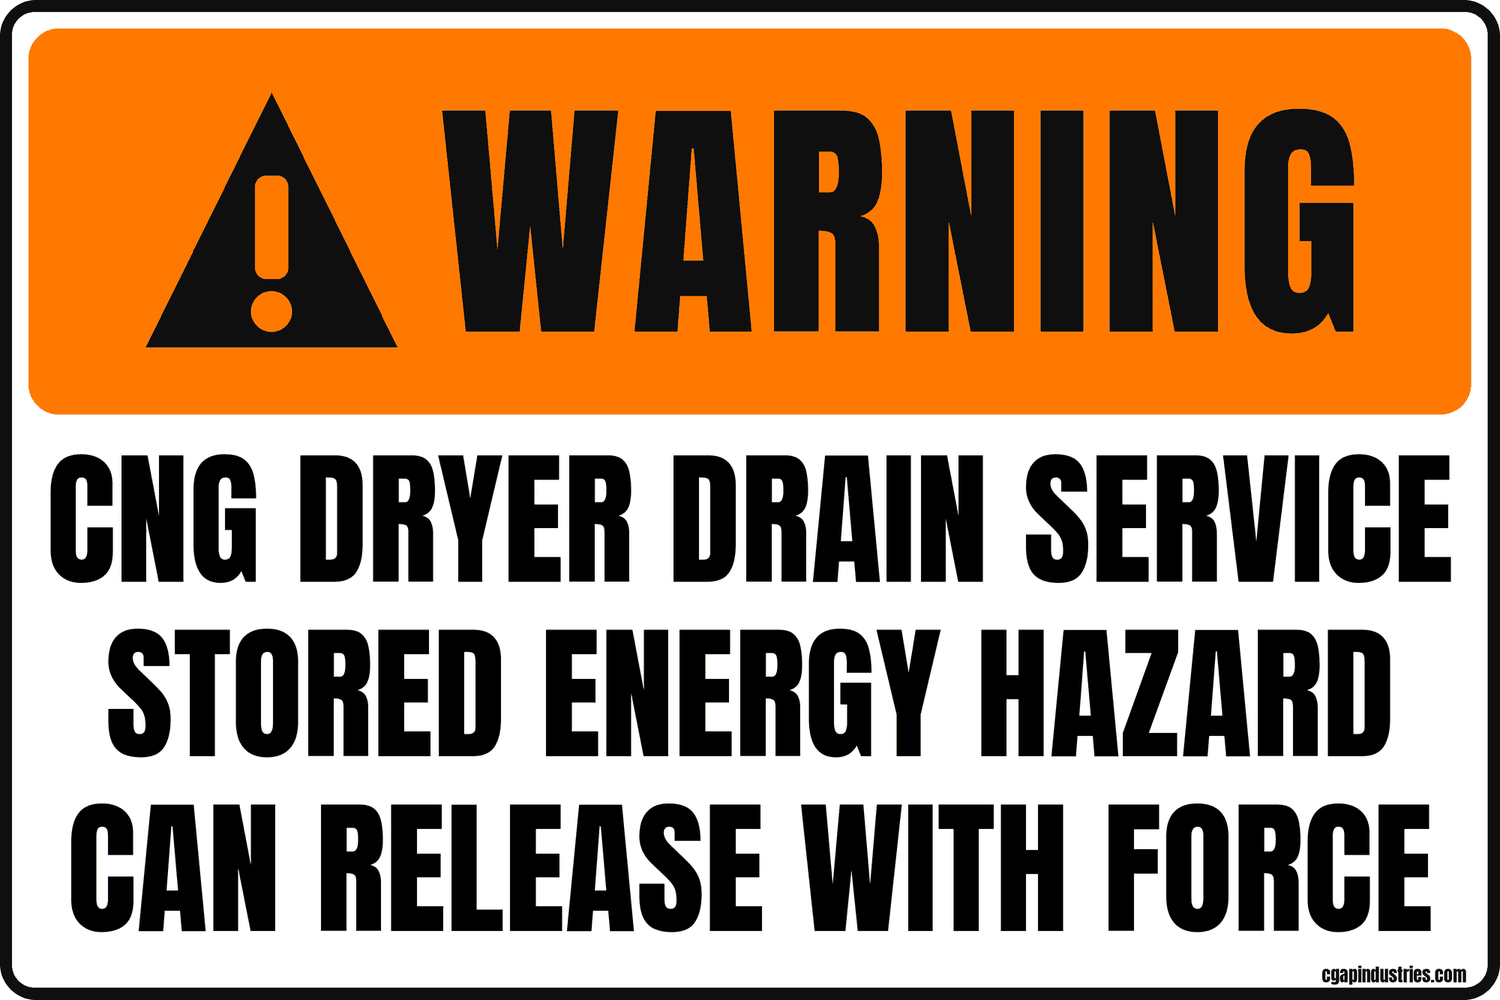 WARNING
CNG DRYER DRAIN SERVICE
STORED ENERGY HAZARD
CAN RELEASE WITH FORCE
cgapindustries.com